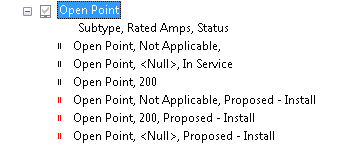 Open Point
Subtype, Rated Amps, Status
Open Point, Not Applicable,
Open Point, <Null>, In Service
Open Point, 200
Open Point, Not Applicable, Proposed - Install
Open Point, 200, Proposed - Install
Open Point, <Null>, Proposed - Install